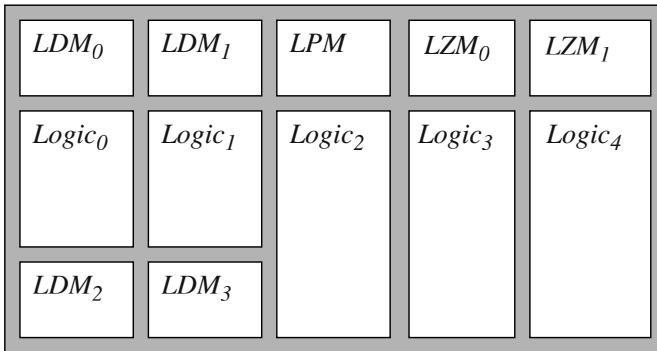 LDM₀ LDM₁ LPM LZM₀ LZM₁
Logic₀ Logic₁ Logic₂ Logic₃ Logic₄
LDM₂ LDM₃